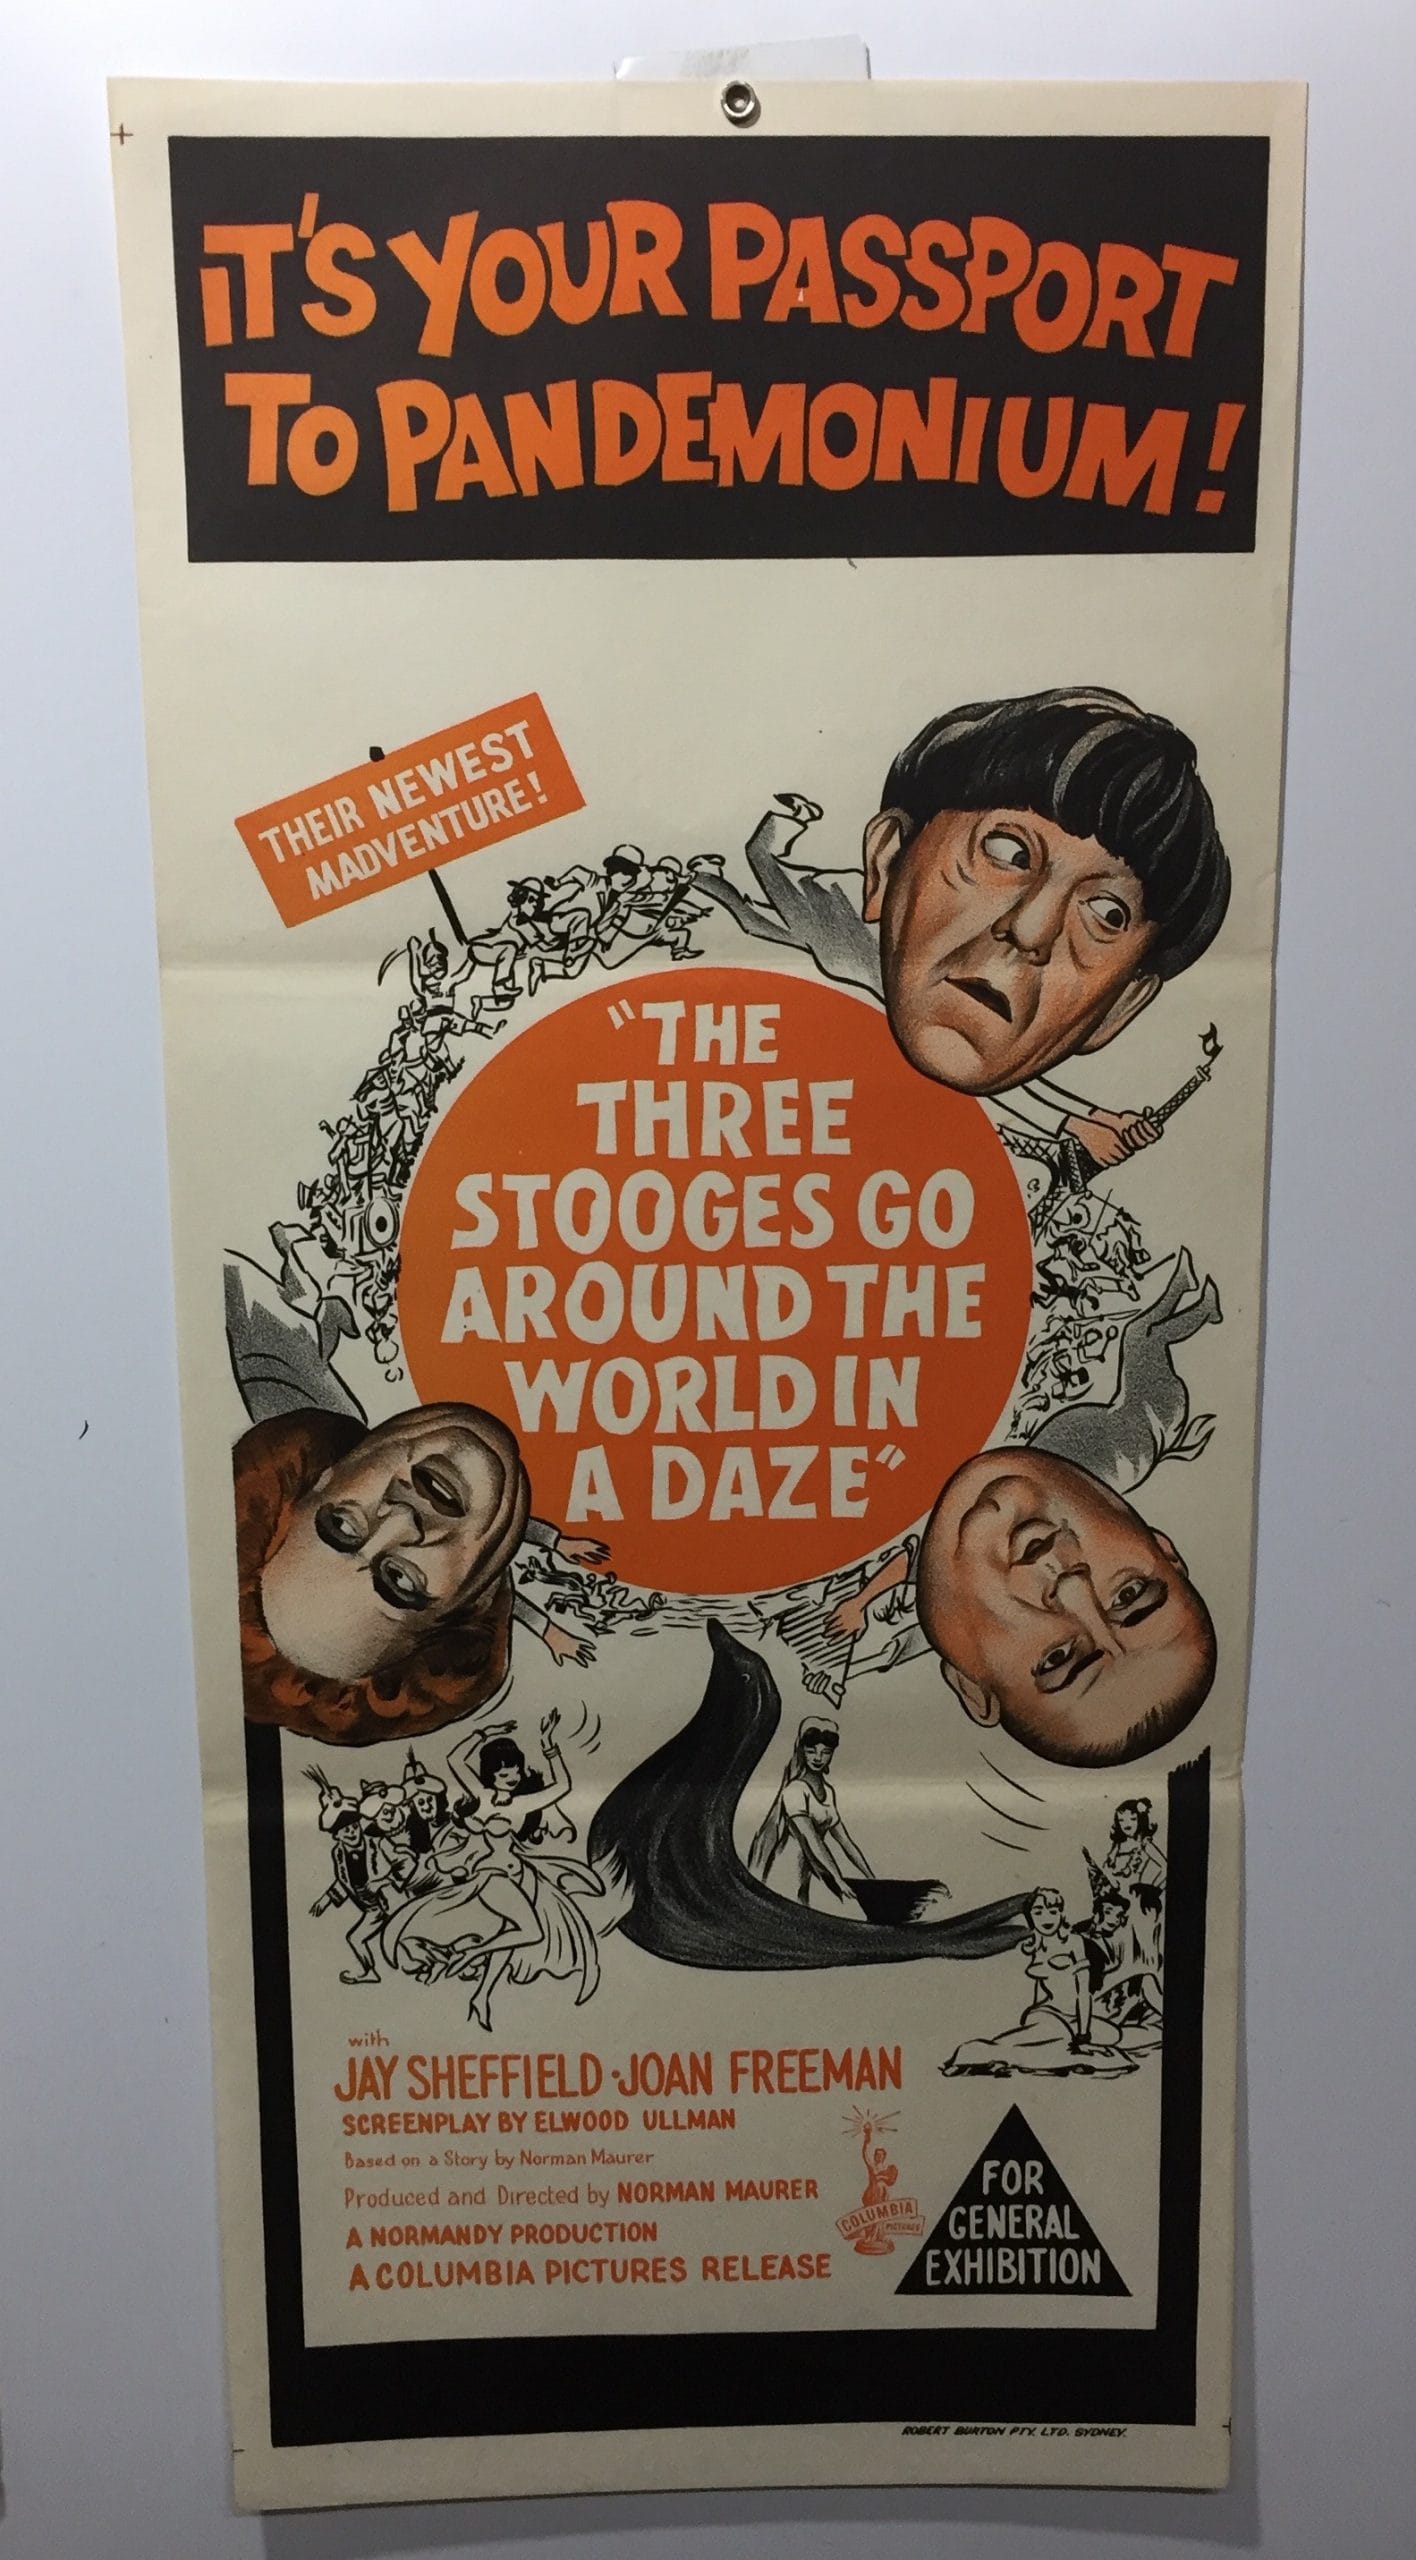 IT'S YOUR PASSPORT
TO PANDEMONIUM!
THEIR NEWEST
MADVENTURE!
"THE
THREE
STOOGES GO
AROUND THE
WORLD IN
A DAZE"
with
JAY SHEFFIELD · JOAN FREEMAN
SCREENPLAY BY ELWOOD ULLMAN
Based on a Story by Norman Maurer
Produced and Directed by NORMAN MAURER
A NORMANDY PRODUCTION
A COLUMBIA PICTURES RELEASE
COLUMBIA
PICTURES
FOR
GENERAL
EXHIBITION
ROBERT BURTON PTY. LTD. SYDNEY.